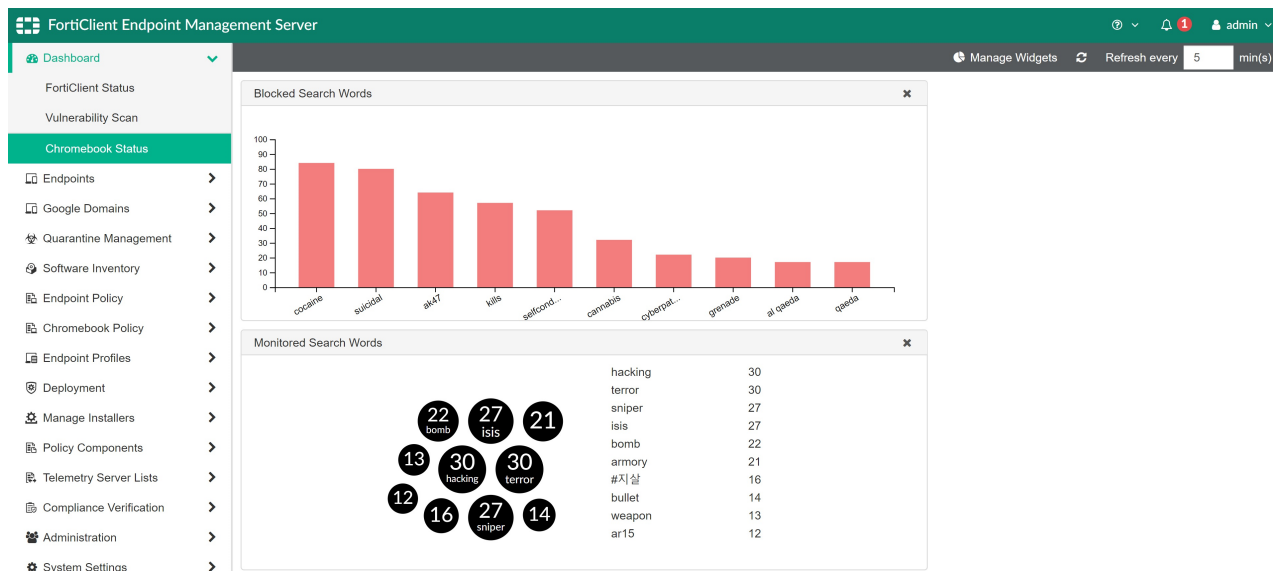 FortiClient Endpoint Management Server
1
admin
Dashboard
Manage Widgets
Refresh every 5 min(s)
FortiClient Status
Vulnerability Scan
Chromebook Status
Endpoints
Google Domains
Quarantine Management
Software Inventory
Endpoint Policy
Chromebook Policy
Endpoint Profiles
Deployment
Manage Installers
Policy Components
Telemetry Server Lists
Compliance Verification
Administration
System Settings
Blocked Search Words
100
90
80
70
60
50
40
30
20
10
0
cocaine
suicidal
ak47
kills
selfcond...
cannabis
cyberpat...
grenade
al qaeda
qaeda
Monitored Search Words
22 bomb
27 isis
21
13
30 hacking
30 terror
12
16
27 sniper
14
hacking 30
terror 30
sniper 27
isis 27
bomb 22
armory 21
#지살 16
bullet 14
weapon 13
ar15 12